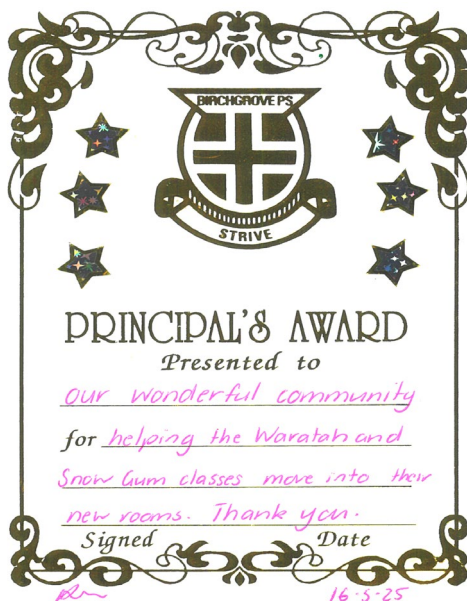 BIRCHGROVE PS
STRIVE
PRINCIPAL'S AWARD
Presented to
our wonderful community
for helping the Waratah and
Snow Gum classes move into their
new rooms. Thank you.
Signed Date
16-5-25